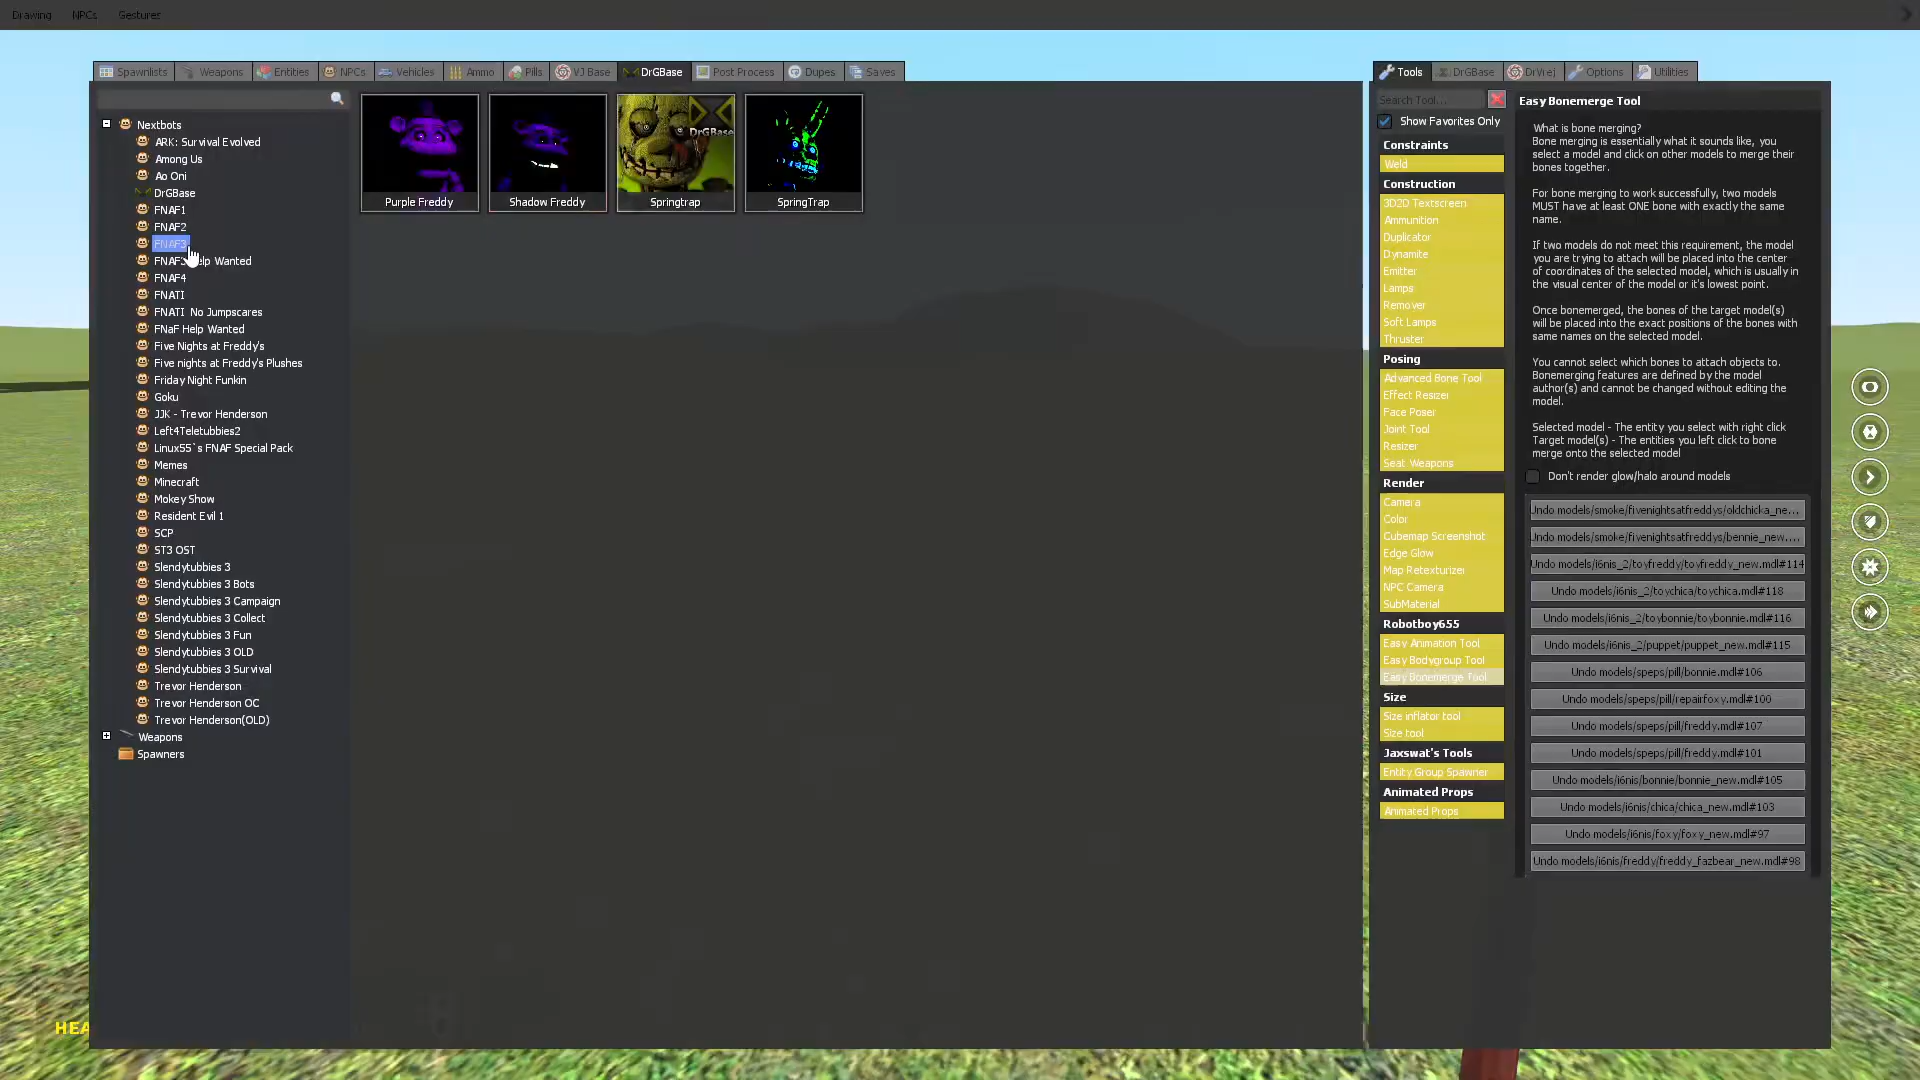 Drawing NPCs Gestures
Spawnlists Weapons Entities NPCs Vehicles Ammo Pills VJ Base DrGBase Post Process Dupes Saves
Nextbots
ARK: Survival Evolved
Among Us
Ao Oni
DrGBase
FNAF1
FNAF2
FNAF3
FNAF3 Help Wanted
FNAF4
FNATI
FNATI No Jumpscares
FNaF Help Wanted
Five Nights at Freddy's
Five nights at Freddy's Plushes
Friday Night Funkin
Goku
JJK - Trevor Henderson
Left4Teletubbies2
Linux55`s FNAF Special Pack
Memes
Minecraft
Mokey Show
Resident Evil 1
SCP
ST3 OST
Slendytubbies 3
Slendytubbies 3 Bots
Slendytubbies 3 Campaign
Slendytubbies 3 Collect
Slendytubbies 3 Fun
Slendytubbies 3 OLD
Slendytubbies 3 Survival
Trevor Henderson
Trevor Henderson OC
Trevor Henderson(OLD)
Weapons
Spawners
DrGBase
Purple Freddy Shadow Freddy Springtrap SpringTrap
HEA
Tools DrGBase DrVrej Options Utilities
Search Tool...
Show Favorites Only
Constraints
Weld
Construction
3D2D Textscreen
Ammunition
Duplicator
Dynamite
Emitter
Lamps
Remover
Soft Lamps
Thruster
Posing
Advanced Bone Tool
Effect Resizer
Face Poser
Joint Tool
Resizer
Seat Weapons
Render
Camera
Color
Cubemap Screenshot
Edge Glow
Map Retexturizer
NPC Camera
SubMaterial
Robotboy655
Easy Animation Tool
Easy Bodygroup Tool
Easy Bonemerge Tool
Size
Size inflator tool
Size tool
Jaxswat's Tools
Entity Group Spawner
Animated Props
Animated Props
Easy Bonemerge Tool
What is bone merging?
Bone merging is essentially what it sounds like, you
select a model and click on other models to merge their
bones together.
For bone merging to work successfully, two models
MUST have at least ONE bone with exactly the same
name.
If two models do not meet this requirement, the model
you are trying to attach will be placed into the center
of coordinates of the selected model, which is usually in
the visual center of the model or it's lowest point.
Once bonemerged, the bones of the target model(s)
will be placed into the exact positions of the bones with
same names on the selected model.
You cannot select which bones to attach objects to.
Bonemerging features are defined by the model
author(s) and cannot be changed without editing the
model.
Selected model - The entity you select with right click
Target model(s) - The entities you left click to bone
merge onto the selected model
Don't render glow/halo around models
Undo models/smoke/fivenightsatfreddys/oldchicka_ne...
Undo models/smoke/fivenightsatfreddys/bennie_new....
Undo models/i6nis_2/toyfreddy/toyfreddy_new.mdl#114
Undo models/i6nis_2/toychica/toychica.mdl#118
Undo models/i6nis_2/toybonnie/toybonnie.mdl#116
Undo models/i6nis_2/puppet/puppet_new.mdl#115
Undo models/speps/pill/bonnie.mdl#106
Undo models/speps/pill/repairfoxy.mdl#100
Undo models/speps/pill/freddy.mdl#107
Undo models/speps/pill/freddy.mdl#101
Undo models/i6nis/bonnie/bonnie_new.mdl#105
Undo models/i6nis/chica/chica_new.mdl#103
Undo models/i6nis/foxy/foxy_new.mdl#97
Undo models/i6nis/freddy/freddy_fazbear_new.mdl#98